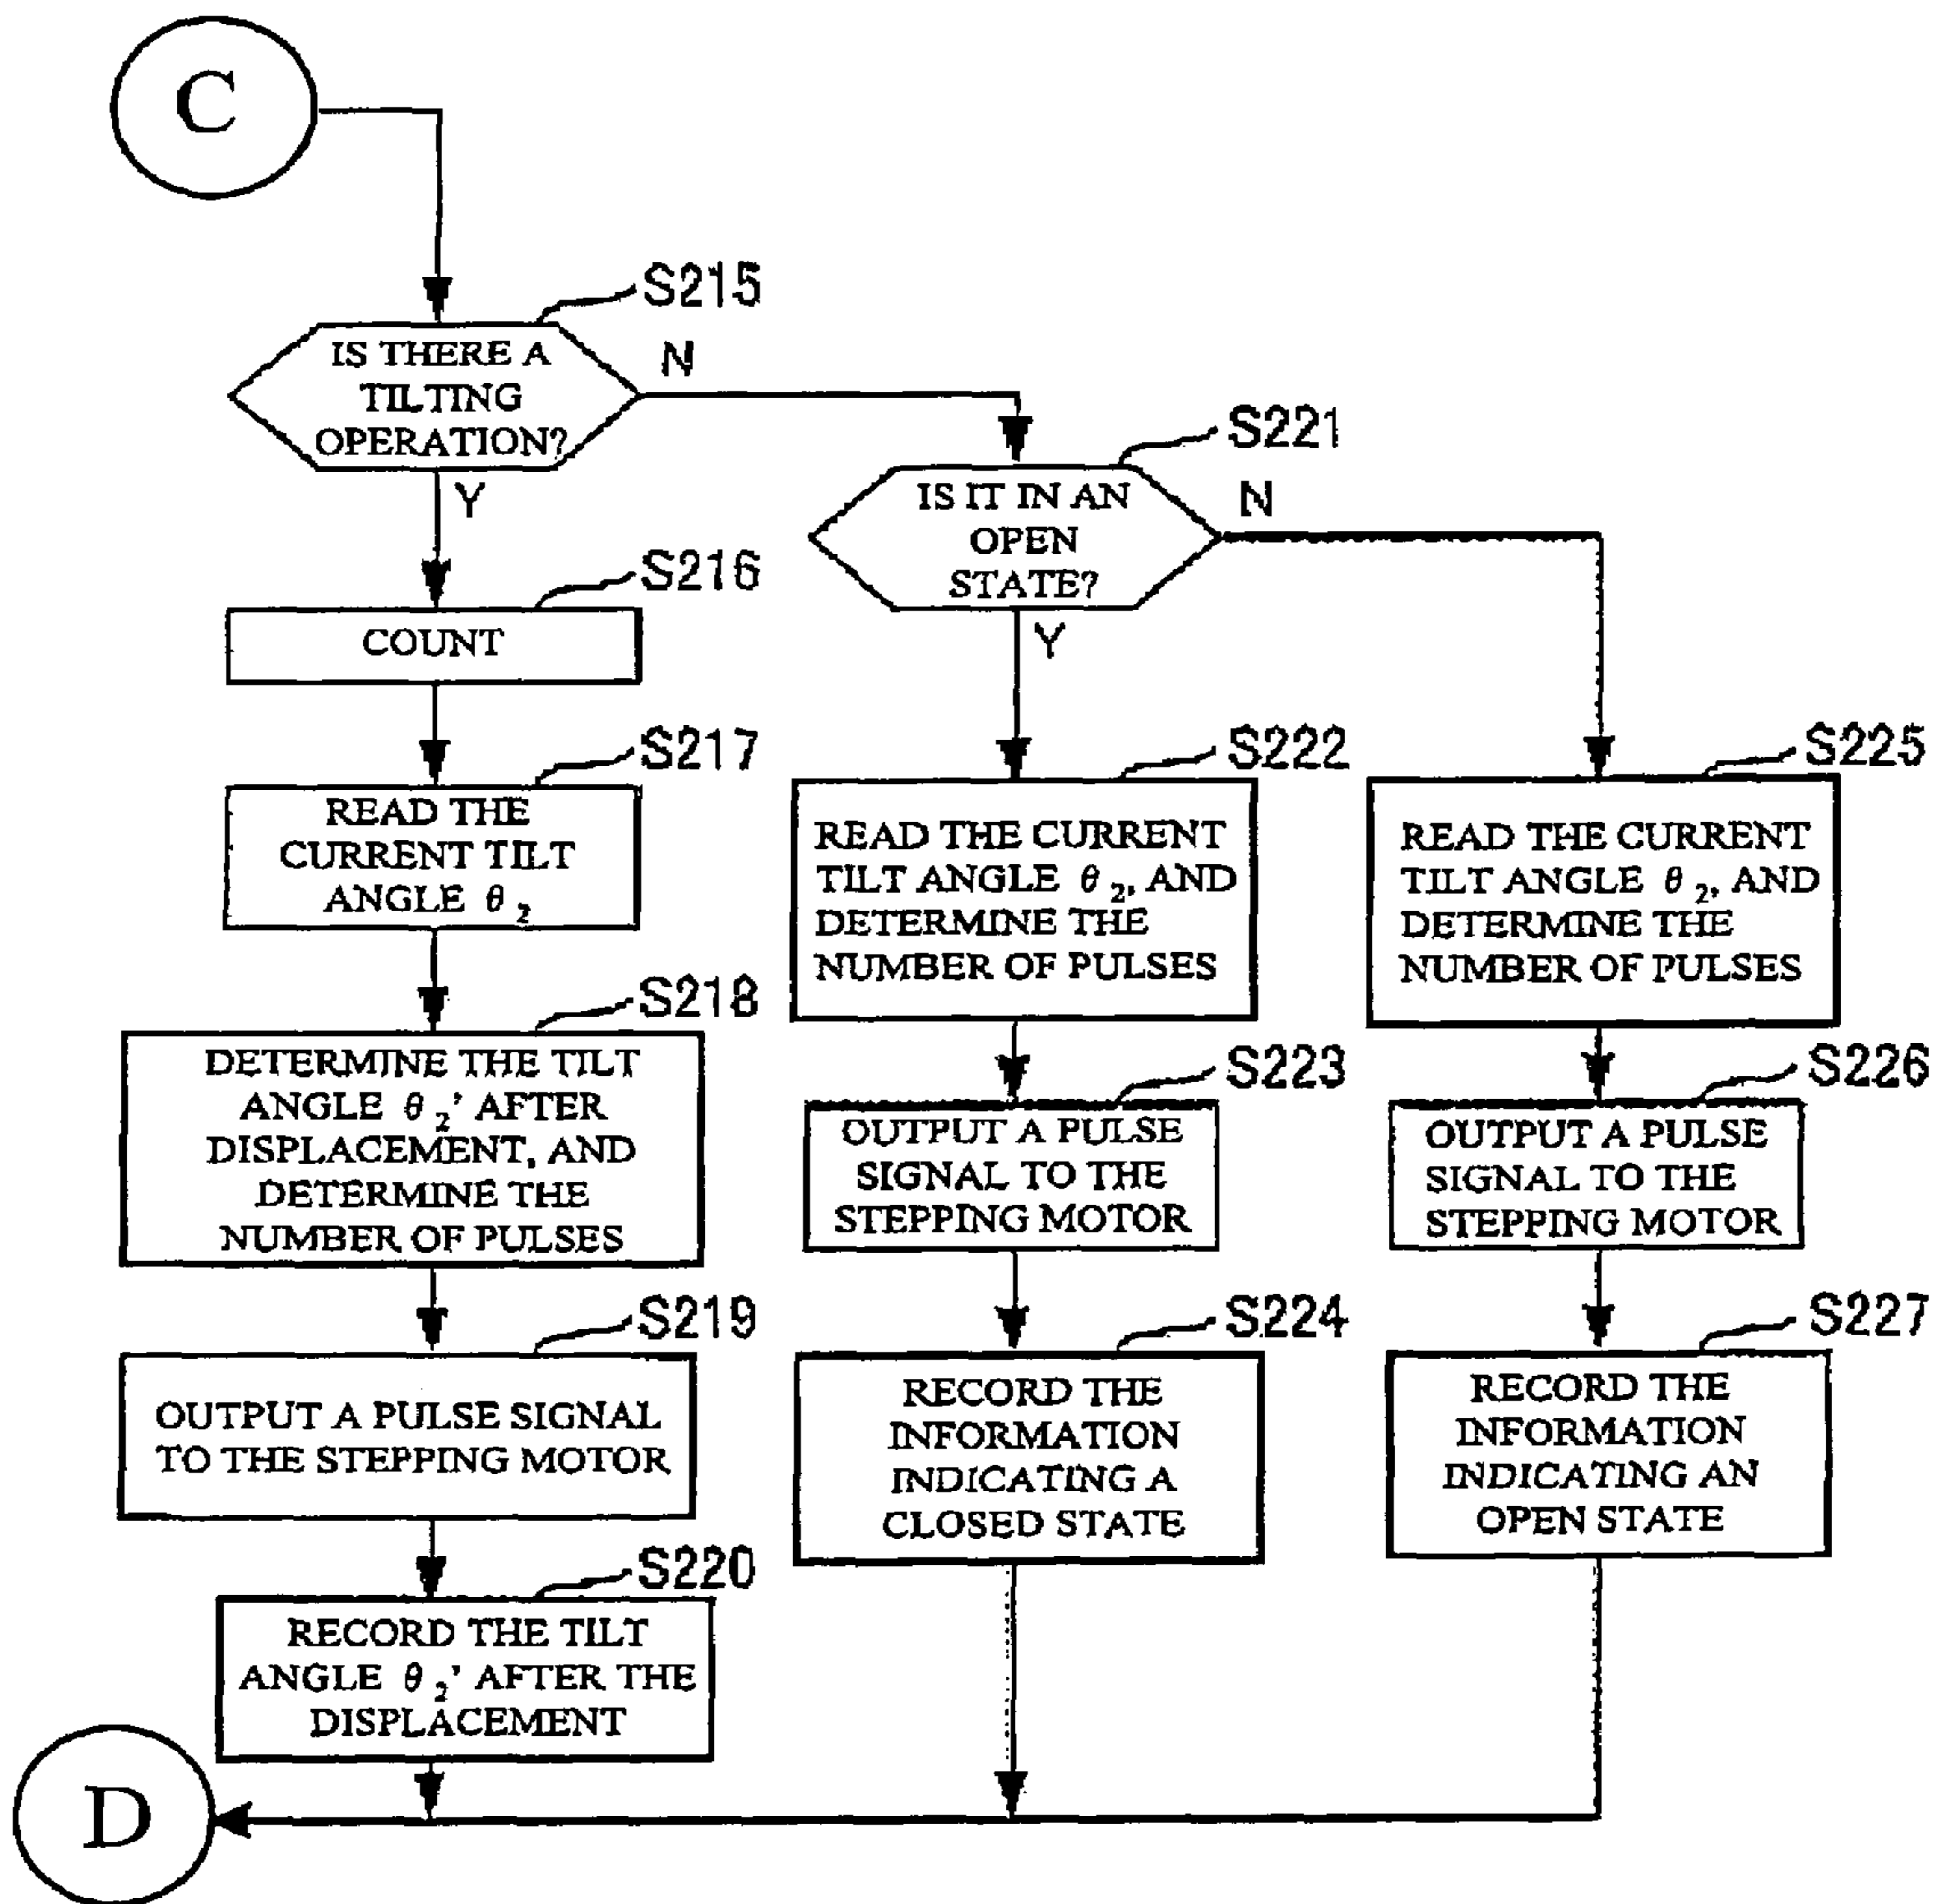 C
S215
IS THERE A
TILTING
OPERATION?
N
Y
S221
IS IT IN AN
OPEN
STATE?
N
Y
S216
COUNT
S217
READ THE
CURRENT TILT
ANGLE θ₂
S218
DETERMINE THE TILT
ANGLE θ₂' AFTER
DISPLACEMENT, AND
DETERMINE THE
NUMBER OF PULSES
S219
OUTPUT A PULSE SIGNAL
TO THE STEPPING MOTOR
S220
RECORD THE TILT
ANGLE θ₂' AFTER THE
DISPLACEMENT
S222
READ THE CURRENT
TILT ANGLE θ₂, AND
DETERMINE THE
NUMBER OF PULSES
S223
OUTPUT A PULSE
SIGNAL TO THE
STEPPING MOTOR
S224
RECORD THE
INFORMATION
INDICATING A
CLOSED STATE
S225
READ THE CURRENT
TILT ANGLE θ₂, AND
DETERMINE THE
NUMBER OF PULSES
S226
OUTPUT A PULSE
SIGNAL TO THE
STEPPING MOTOR
S227
RECORD THE
INFORMATION
INDICATING AN
OPEN STATE
D